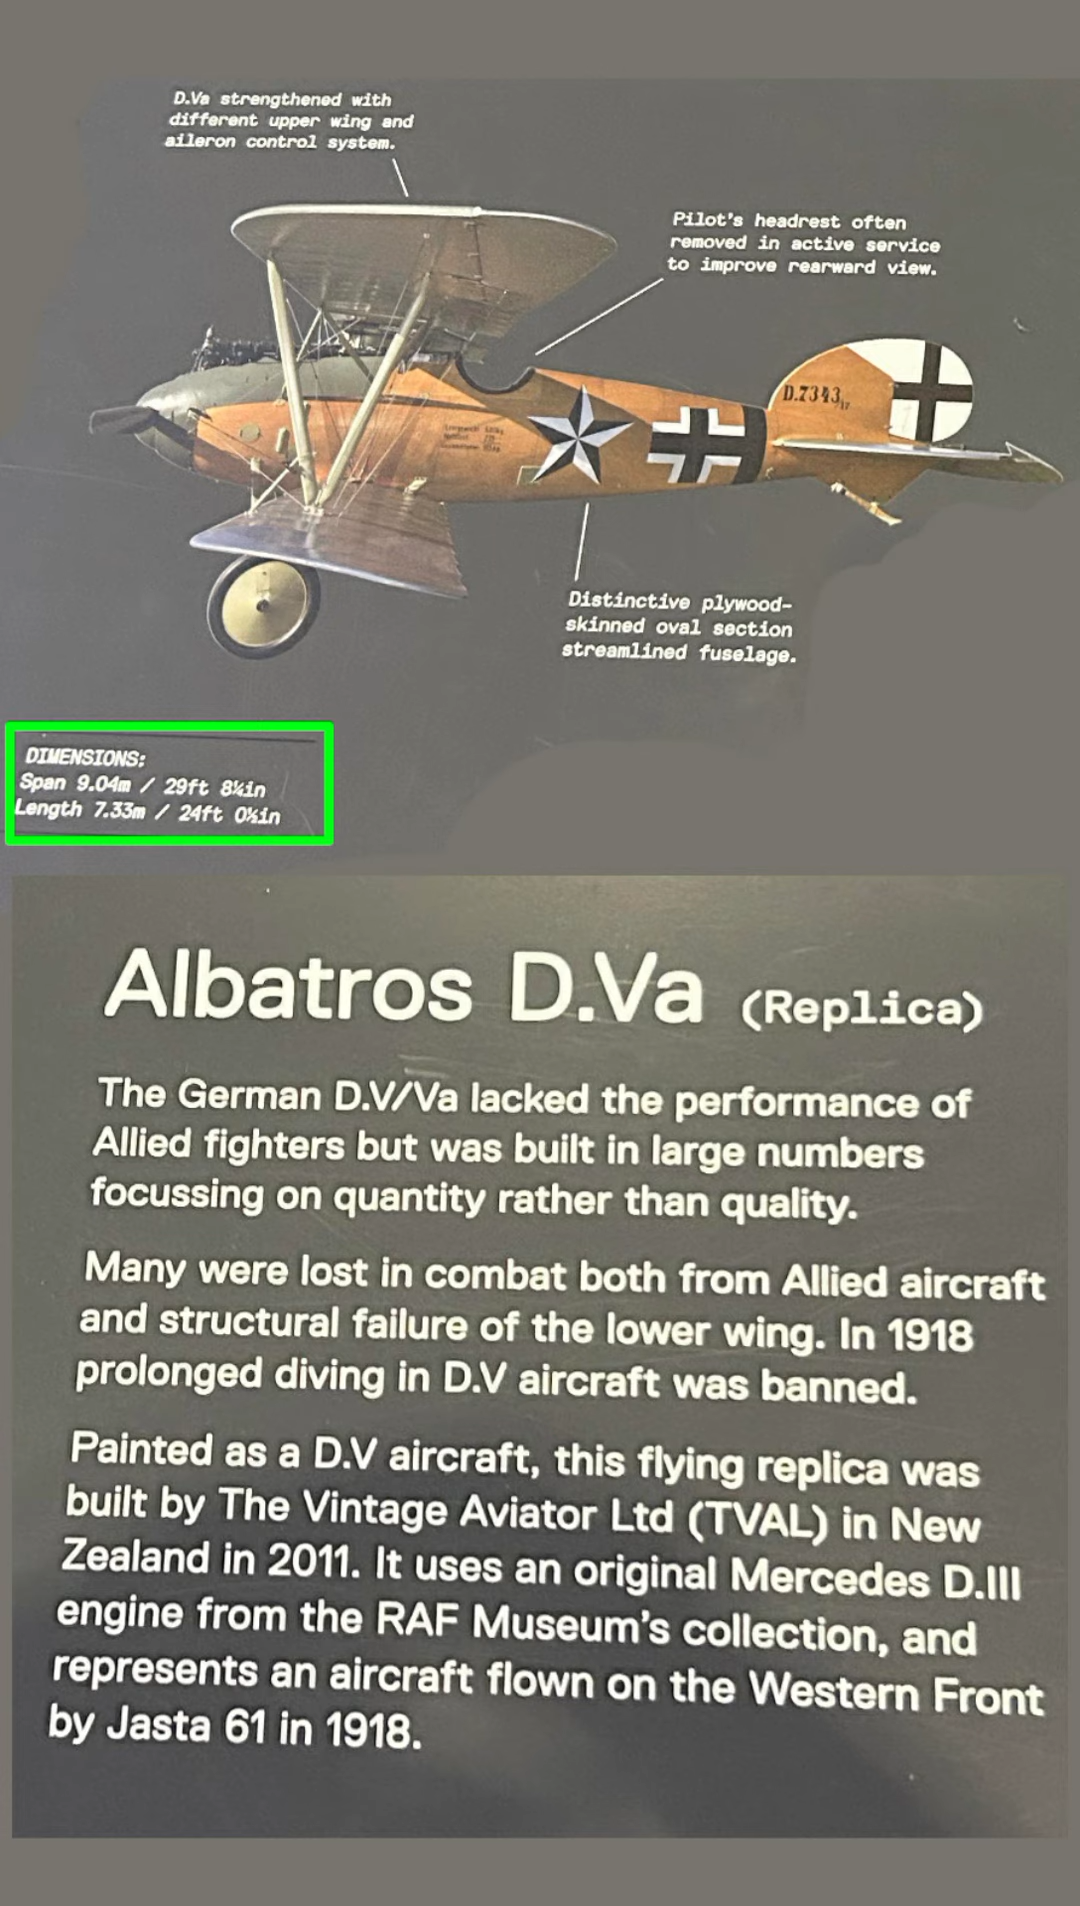 D.Va strengthened with
different upper wing and
aileron control system.
Pilot's headrest often
removed in active service
to improve rearward view.
D.7343/17
Distinctive plywood-
skinned oval section
streamlined fuselage.
DIMENSIONS:
Span 9.04m / 29ft 8¼in
Length 7.33m / 24ft 0½in
Albatros D.Va (Replica)
The German D.V/Va lacked the performance of
Allied fighters but was built in large numbers
focussing on quantity rather than quality.
Many were lost in combat both from Allied aircraft
and structural failure of the lower wing. In 1918
prolonged diving in D.V aircraft was banned.
Painted as a D.V aircraft, this flying replica was
built by The Vintage Aviator Ltd (TVAL) in New
Zealand in 2011. It uses an original Mercedes D.III
engine from the RAF Museum's collection, and
represents an aircraft flown on the Western Front
by Jasta 61 in 1918.